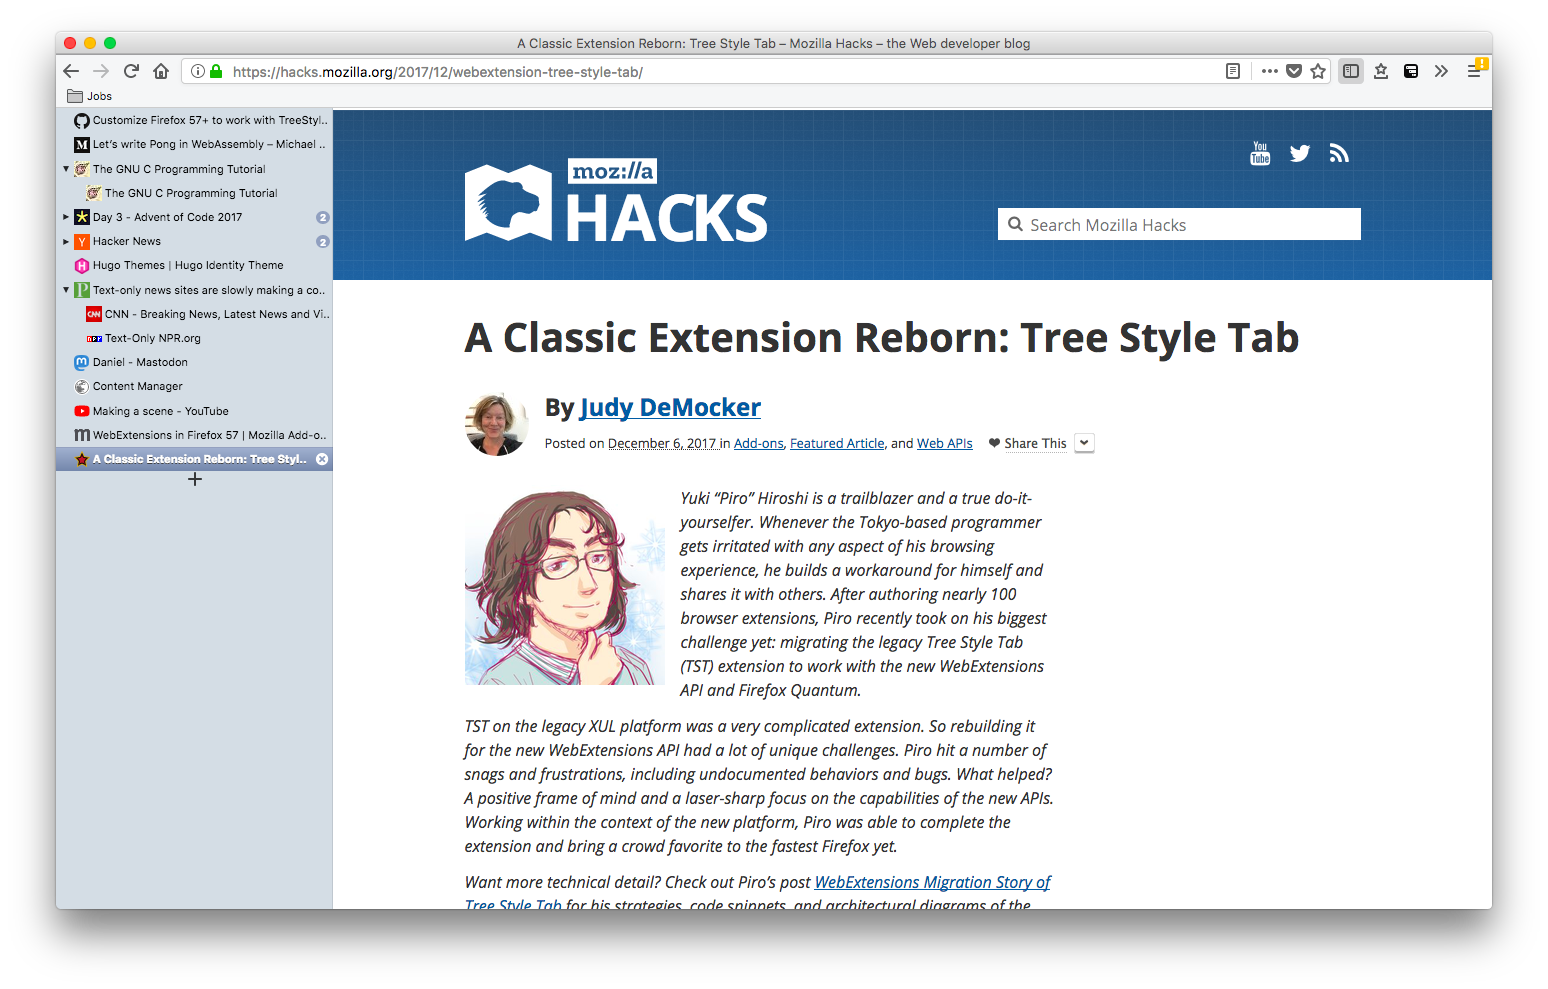 A Classic Extension Reborn: Tree Style Tab – Mozilla Hacks – the Web developer blog
https://hacks.mozilla.org/2017/12/webextension-tree-style-tab/
Jobs
Customize Firefox 57+ to work with TreeStyl..
M Let's write Pong in WebAssembly – Michael ..
The GNU C Programming Tutorial
The GNU C Programming Tutorial
Day 3 - Advent of Code 2017 2
Y Hacker News 2
Hugo Themes | Hugo Identity Theme
P Text-only news sites are slowly making a co..
CNN CNN - Breaking News, Latest News and Vi..
npr Text-Only NPR.org
Daniel - Mastodon
Content Manager
Making a scene - YouTube
m WebExtensions in Firefox 57 | Mozilla Add-o..
A Classic Extension Reborn: Tree Styl..
You
Tube
moz://a
HACKS
Search Mozilla Hacks
A Classic Extension Reborn: Tree Style Tab
By Judy DeMocker
Posted on December 6, 2017 in Add-ons, Featured Article, and Web APIs ❤ Share This
Yuki “Piro” Hiroshi is a trailblazer and a true do-it-
yourselfer. Whenever the Tokyo-based programmer
gets irritated with any aspect of his browsing
experience, he builds a workaround for himself and
shares it with others. After authoring nearly 100
browser extensions, Piro recently took on his biggest
challenge yet: migrating the legacy Tree Style Tab
(TST) extension to work with the new WebExtensions
API and Firefox Quantum.
TST on the legacy XUL platform was a very complicated extension. So rebuilding it
for the new WebExtensions API had a lot of unique challenges. Piro hit a number of
snags and frustrations, including undocumented behaviors and bugs. What helped?
A positive frame of mind and a laser-sharp focus on the capabilities of the new APIs.
Working within the context of the new platform, Piro was able to complete the
extension and bring a crowd favorite to the fastest Firefox yet.
Want more technical detail? Check out Piro’s post WebExtensions Migration Story of
Tree Style Tab for his strategies, code snippets, and architectural diagrams of the